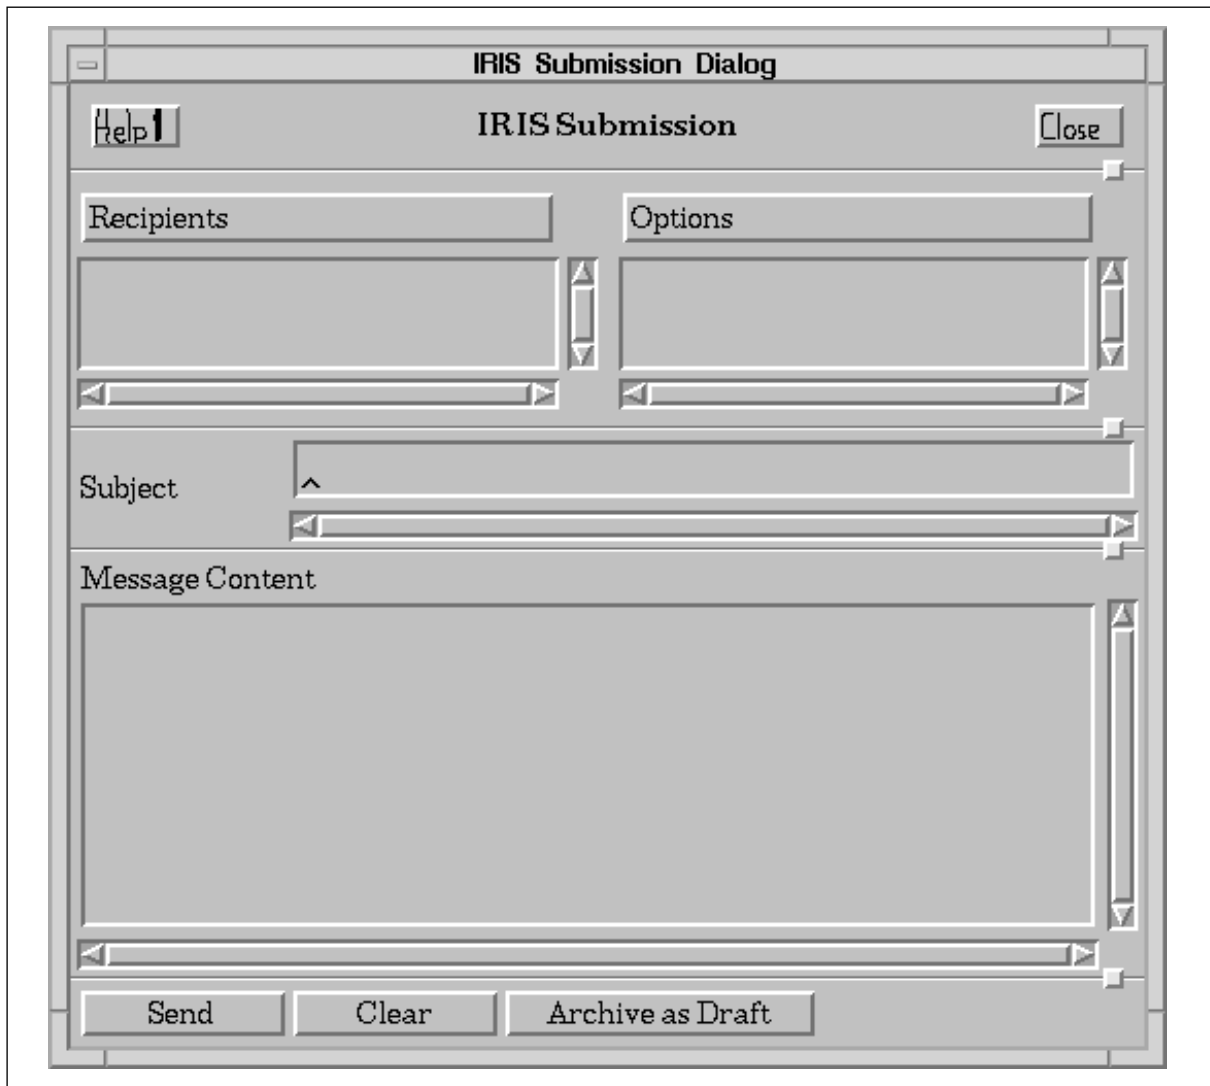 IRIS Submission Dialog
Help!
IRIS Submission
Close
Recipients
Options
Subject
^
Message Content
Send
Clear
Archive as Draft